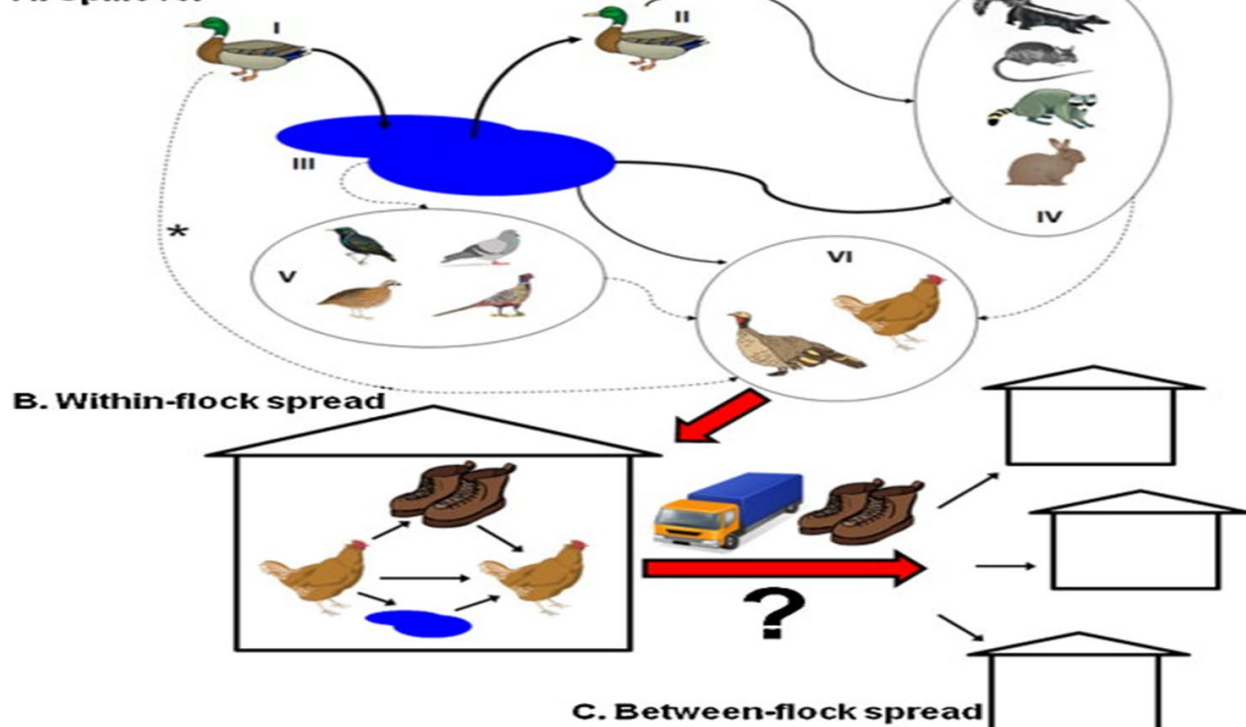 I
II
III
*
IV
V
VI
B. Within-flock spread
?
C. Between-flock spread